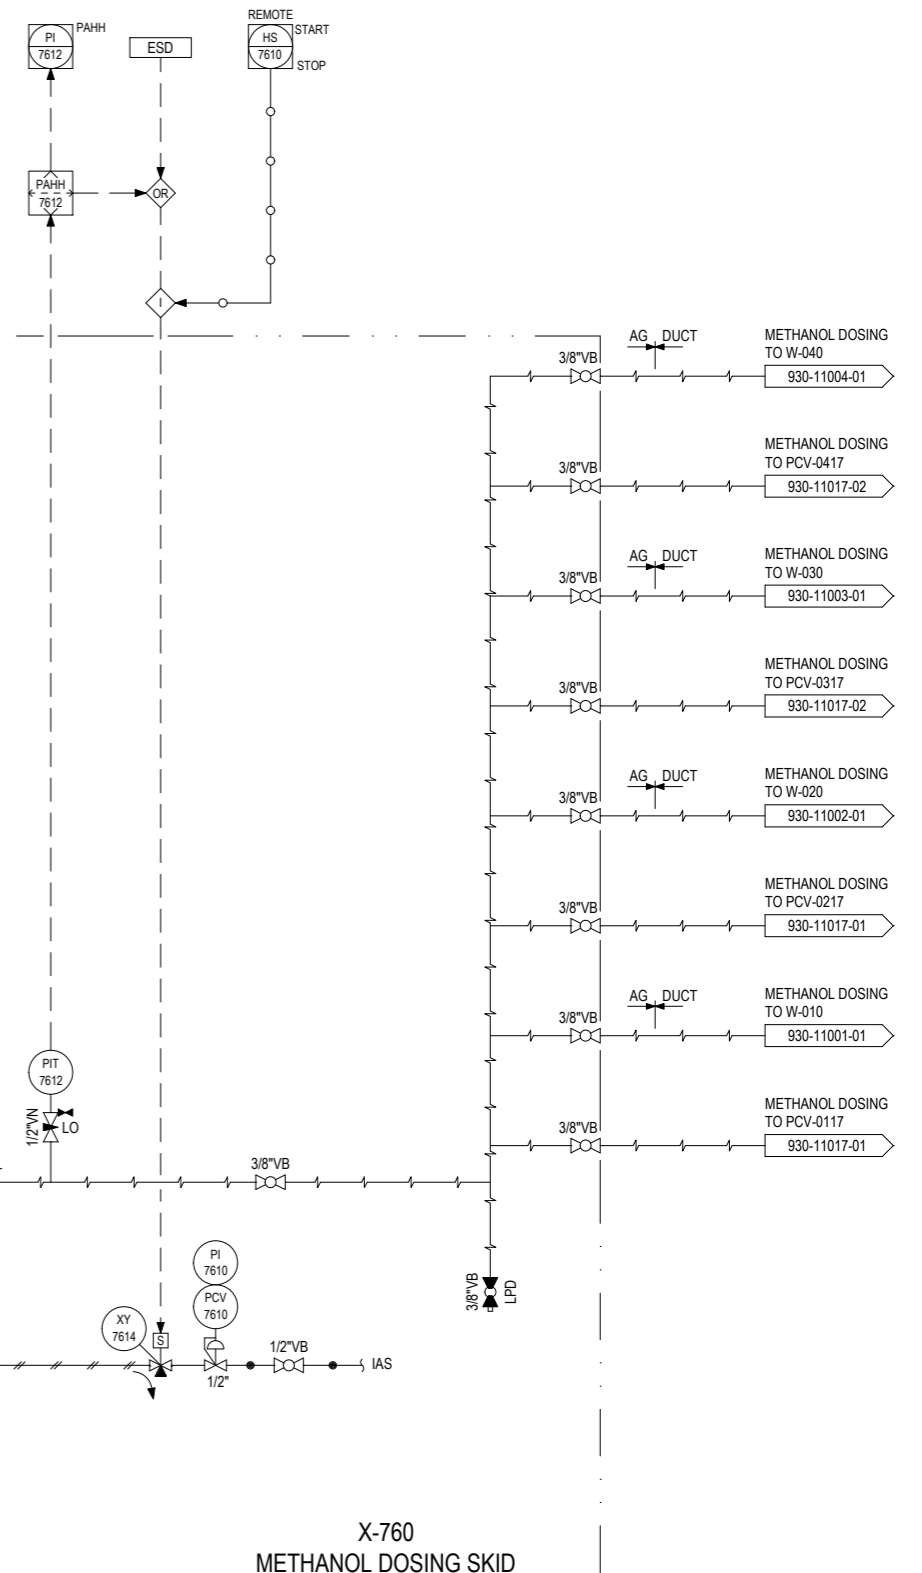 REMOTE
PI
7612
PAHH
ESD
HS
7610
START
STOP
PAHH
7612
OR
3/8"VB
AG DUCT
METHANOL DOSING
TO W-040
930-11004-01
3/8"VB
METHANOL DOSING
TO PCV-0417
930-11017-02
3/8"VB
AG DUCT
METHANOL DOSING
TO W-030
930-11003-01
3/8"VB
METHANOL DOSING
TO PCV-0317
930-11017-02
3/8"VB
AG DUCT
METHANOL DOSING
TO W-020
930-11002-01
3/8"VB
METHANOL DOSING
TO PCV-0217
930-11017-01
3/8"VB
AG DUCT
METHANOL DOSING
TO W-010
930-11001-01
3/8"VB
METHANOL DOSING
TO PCV-0117
930-11017-01
PIT
7612
1/2"VN
LO
3/8"VB
3/8"VB
LPD
PI
7610
PCV
7610
XY
7614
S
1/2"
1/2"VB
IAS
X-760
METHANOL DOSING SKID